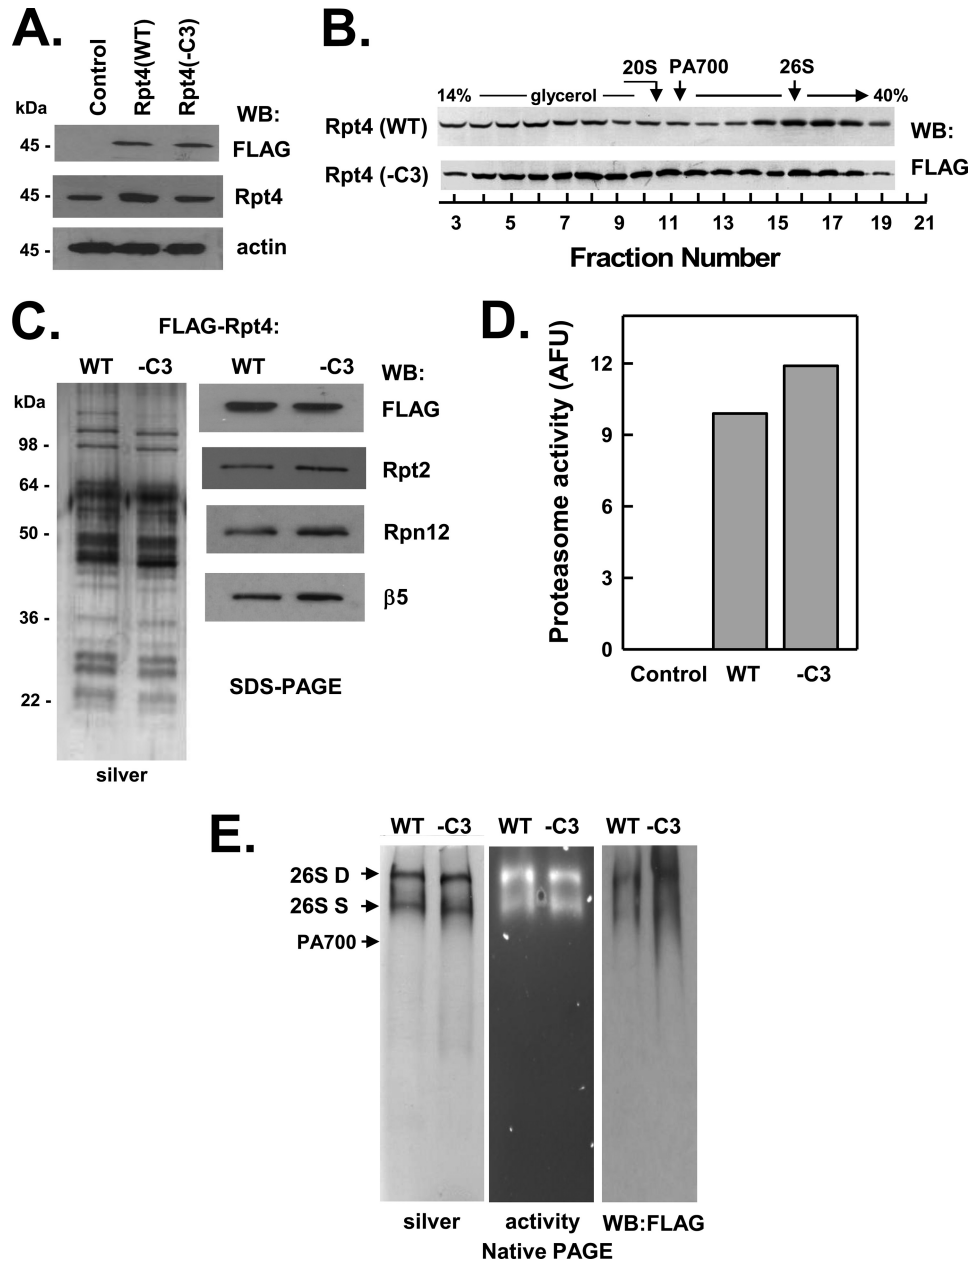 A.
Control
Rpt4(WT)
Rpt4(-C3)
kDa
WB:
45 -
FLAG
45 -
Rpt4
45 -
actin
B.
20S
PA700
26S
14%
glycerol
40%
Rpt4 (WT)
WB:
Rpt4 (-C3)
FLAG
3 5 7 9 11 13 15 16 17 19 21
Fraction Number
C.
FLAG-Rpt4:
WT -C3
WT -C3
WB:
kDa
FLAG
98 -
Rpt2
64 -
50 -
Rpn12
β5
36 -
22 -
SDS-PAGE
silver
D.
Proteasome activity (AFU)
12
9
6
3
0
Control WT -C3
E.
WT -C3 WT -C3 WT -C3
26S D
26S S
PA700
silver activity WB:FLAG
Native PAGE